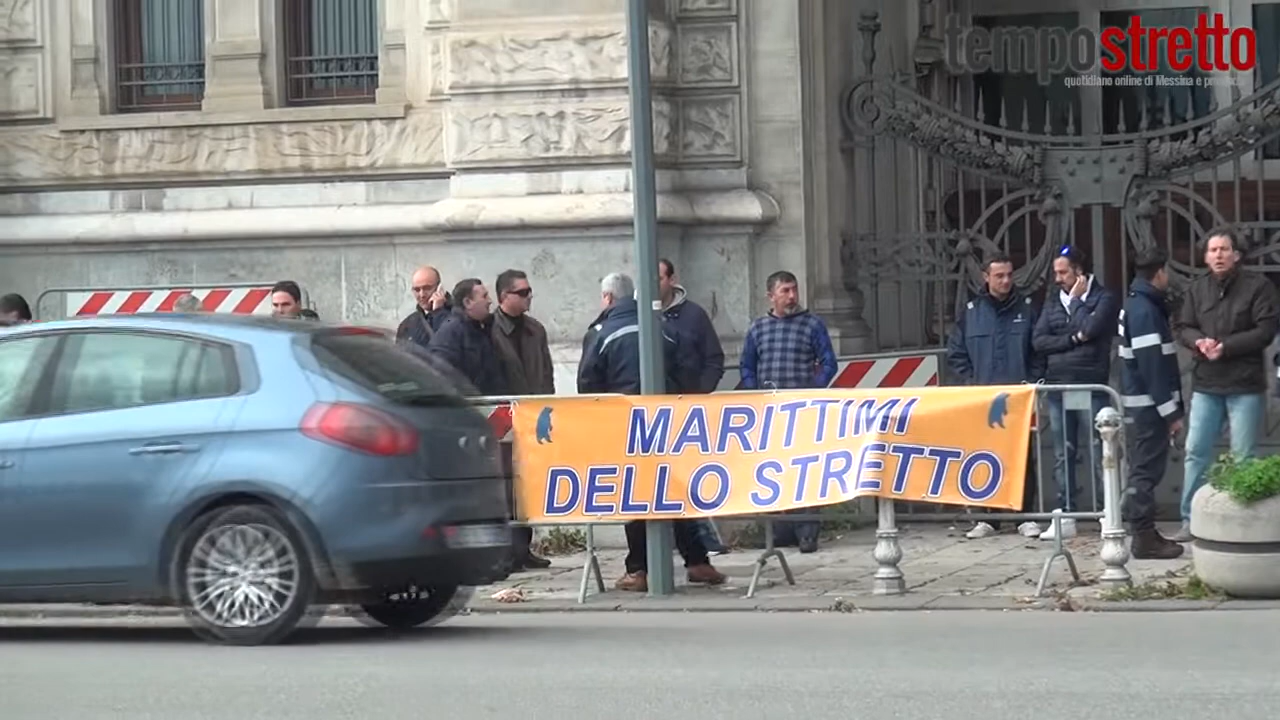 tempostretto
quotidiano online di Messina e provincia
MARITTIMI
DELLO STRETTO